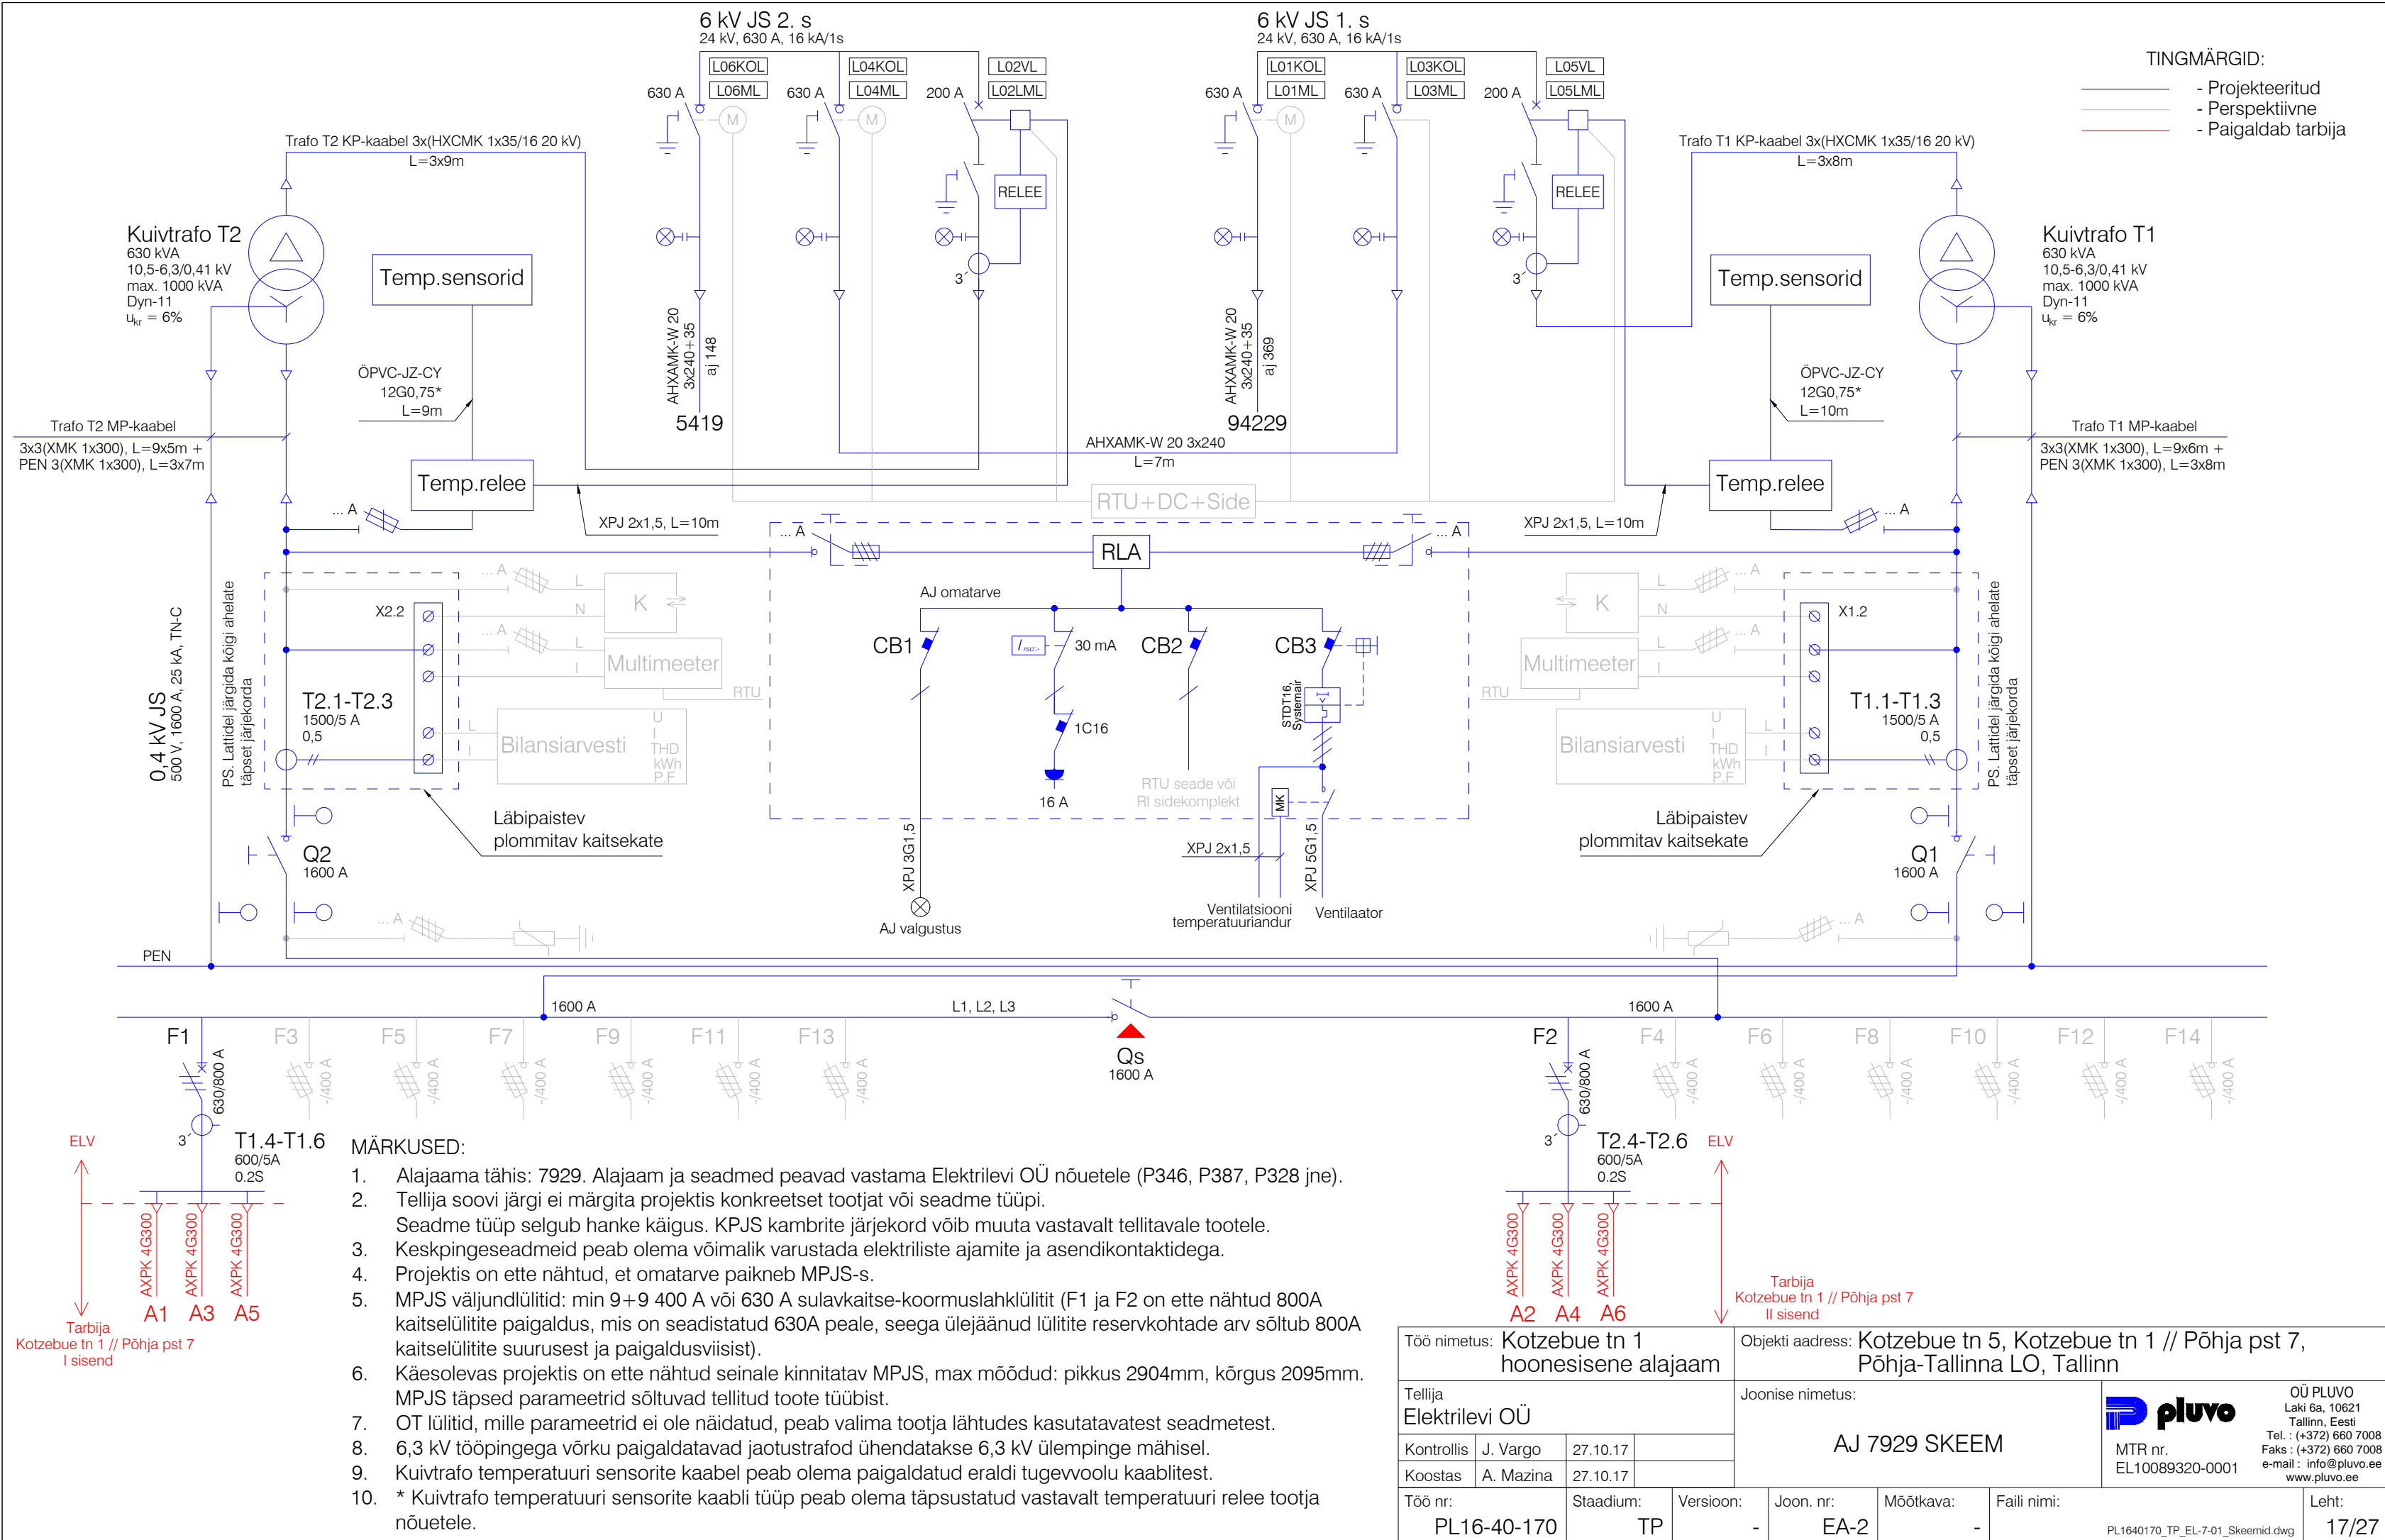 6 kV JS 2. s
24 kV, 630 A, 16 kA/1s
6 kV JS 1. s
24 kV, 630 A, 16 kA/1s
TINGMÄRGID:
- Projekteeritud
- Perspektiivne
- Paigaldab tarbija
L06KOL
L06ML
L04KOL
L04ML
L02VL
L02LML
L01KOL
L01ML
L03KOL
L03ML
L05VL
L05LML
630 A
630 A
200 A
630 A
630 A
200 A
M
M
M
RELEE
RELEE
3´
3´
Trafo T2 KP-kaabel 3x(HXCMK 1x35/16 20 kV)
L=3x9m
Trafo T1 KP-kaabel 3x(HXCMK 1x35/16 20 kV)
L=3x8m
Kuivtrafo T2
630 kVA
10,5-6,3/0,41 kV
max. 1000 kVA
Dyn-11
ukr = 6%
Temp.sensorid
ÖPVC-JZ-CY
12G0,75*
L=9m
Trafo T2 MP-kaabel
3x3(XMK 1x300), L=9x5m +
PEN 3(XMK 1x300), L=3x7m
Temp.relee
XPJ 2x1,5, L=10m
AHXAMK-W 20
3x240+35
aj 148
5419
AHXAMK-W 20
3x240+35
aj 369
94229
AHXAMK-W 20 3x240
L=7m
RTU+DC+Side
Kuivtrafo T1
630 kVA
10,5-6,3/0,41 kV
max. 1000 kVA
Dyn-11
ukr = 6%
Temp.sensorid
ÖPVC-JZ-CY
12G0,75*
L=10m
Trafo T1 MP-kaabel
3x3(XMK 1x300), L=9x6m +
PEN 3(XMK 1x300), L=3x8m
Temp.relee
XPJ 2x1,5, L=10m
... A
... A
... A
... A
RLA
AJ omatarve
0,4 kV JS
500 V, 1600 A, 25 kA, TN-C
PS. Lattidel järgida kõigi ahelate
täpset järjekorda
X2.2
... A
L
N
K
... A
L
I
Multimeeter
RTU
T2.1-T2.3
1500/5 A
0,5
L
I
Bilansiarvesti
U
I
THD
kWh
P.F
Läbipaistev
plommitav kaitsekate
Q2
1600 A
... A
CB1
Irsd>
30 mA
1C16
16 A
CB2
RTU seade või
RI sidekomplekt
CB3
STDT16,
Systemair
MK
XPJ 3G1,5
XPJ 2x1,5
XPJ 5G1,5
AJ valgustus
Ventilatsiooni
temperatuuriandur
Ventilaator
K
L
N
... A
Multimeeter
L
I
... A
RTU
X1.2
T1.1-T1.3
1500/5 A
0,5
Bilansiarvesti
U
I
THD
kWh
P.F
L
I
PS. Lattidel järgida kõigi ahelate
täpset järjekorda
Läbipaistev
plommitav kaitsekate
Q1
1600 A
... A
PEN
1600 A
L1, L2, L3
1600 A
Qs
1600 A
F1
F3
F5
F7
F9
F11
F13
F2
F4
F6
F8
F10
F12
F14
630/800 A
-/400 A
-/400 A
-/400 A
-/400 A
-/400 A
-/400 A
630/800 A
-/400 A
-/400 A
-/400 A
-/400 A
-/400 A
-/400 A
ELV
3´
T1.4-T1.6
600/5A
0.2S
AXPK 4G300
AXPK 4G300
AXPK 4G300
A1
A3
A5
Tarbija
Kotzebue tn 1 // Põhja pst 7
I sisend
3´
T2.4-T2.6
600/5A
0.2S
ELV
AXPK 4G300
AXPK 4G300
AXPK 4G300
A2
A4
A6
Tarbija
Kotzebue tn 1 // Põhja pst 7
II sisend
MÄRKUSED:
1. Alajaama tähis: 7929. Alajaam ja seadmed peavad vastama Elektrilevi OÜ nõuetele (P346, P387, P328 jne).
2. Tellija soovi järgi ei märgita projektis konkreetset tootjat või seadme tüüpi.
Seadme tüüp selgub hanke käigus. KPJS kambrite järjekord võib muuta vastavalt tellitavale tootele.
3. Keskpingeseadmeid peab olema võimalik varustada elektriliste ajamite ja asendikontaktidega.
4. Projektis on ette nähtud, et omatarve paikneb MPJS-s.
5. MPJS väljundlülitid: min 9+9 400 A või 630 A sulavkaitse-koormuslahklülitit (F1 ja F2 on ette nähtud 800A
kaitselülitite paigaldus, mis on seadistatud 630A peale, seega ülejäänud lülitite reservkohtade arv sõltub 800A
kaitselülitite suurusest ja paigaldusviisist).
6. Käesolevas projektis on ette nähtud seinale kinnitatav MPJS, max mõõdud: pikkus 2904mm, kõrgus 2095mm.
MPJS täpsed parameetrid sõltuvad tellitud toote tüübist.
7. OT lülitid, mille parameetrid ei ole näidatud, peab valima tootja lähtudes kasutatavatest seadmetest.
8. 6,3 kV tööpingega võrku paigaldatavad jaotustrafod ühendatakse 6,3 kV ülempinge mähisel.
9. Kuivtrafo temperatuuri sensorite kaabel peab olema paigaldatud eraldi tugevvoolu kaablitest.
10. * Kuivtrafo temperatuuri sensorite kaabli tüüp peab olema täpsustatud vastavalt temperatuuri relee tootja
nõuetele.
Töö nimetus: Kotzebue tn 1
hoonesisene alajaam
Objekti aadress: Kotzebue tn 5, Kotzebue tn 1 // Põhja pst 7,
Põhja-Tallinna LO, Tallinn
Tellija
Elektrilevi OÜ
Joonise nimetus:
AJ 7929 SKEEM
Kontrollis J. Vargo 27.10.17
Koostas A. Mazina 27.10.17
pluvo
MTR nr.
EL10089320-0001
OÜ PLUVO
Laki 6a, 10621
Tallinn, Eesti
Tel. : (+372) 660 7008
Faks : (+372) 660 7008
e-mail : info@pluvo.ee
www.pluvo.ee
Töö nr:
PL16-40-170
Staadium:
TP
Versioon:
-
Joon. nr:
EA-2
Mõõtkava:
-
Faili nimi:
PL1640170_TP_EL-7-01_Skeemid.dwg
Leht:
17/27